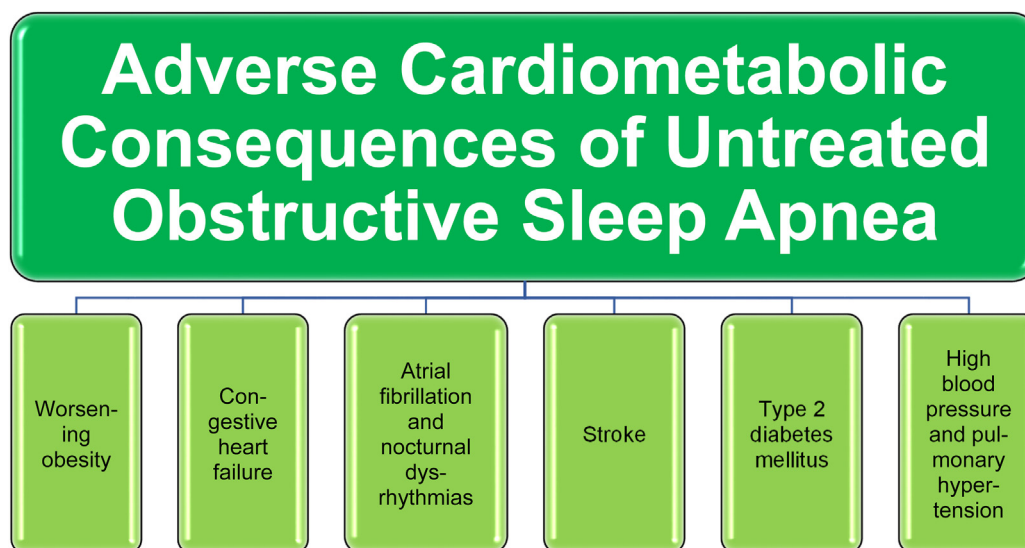 Adverse Cardiometabolic
Consequences of Untreated
Obstructive Sleep Apnea
Worsen-
ing
obesity
Con-
gestive
heart
failure
Atrial
fibrillation
and
nocturnal
dys-
rhythmias
Stroke
Type 2
diabetes
mellitus
High
blood
pressure
and pul-
monary
hyper-
tension